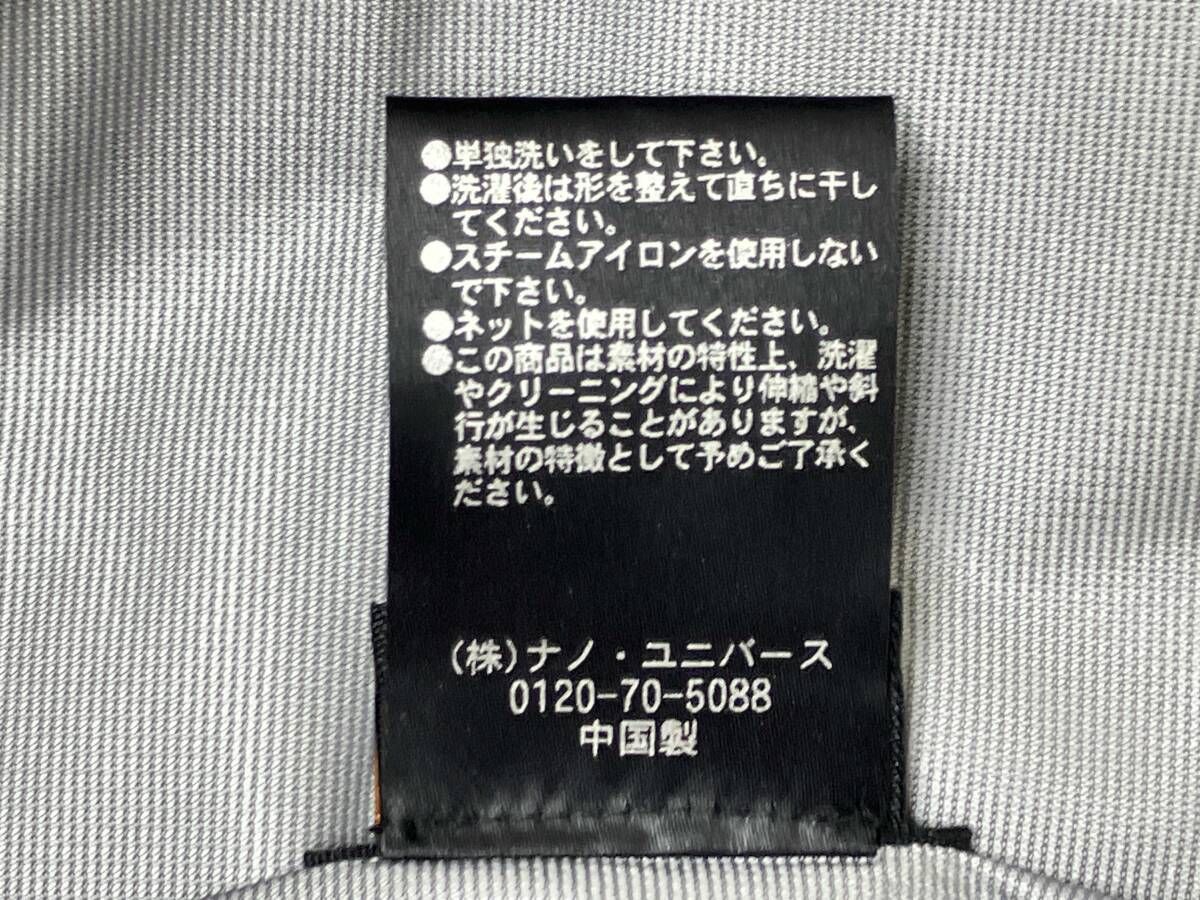 ●単独洗いをして下さい。
●洗濯後は形を整えて直ちに干し
てください。
●スチームアイロンを使用しない
で下さい。
●ネットを使用してください。
●この商品は素材の特性上、洗濯
やクリーニングにより伸縮や斜
行が生じることがありますが、
素材の特徴として予めご了承く
ださい。
(株)ナノ・ユニバース
0120-70-5088
中国製